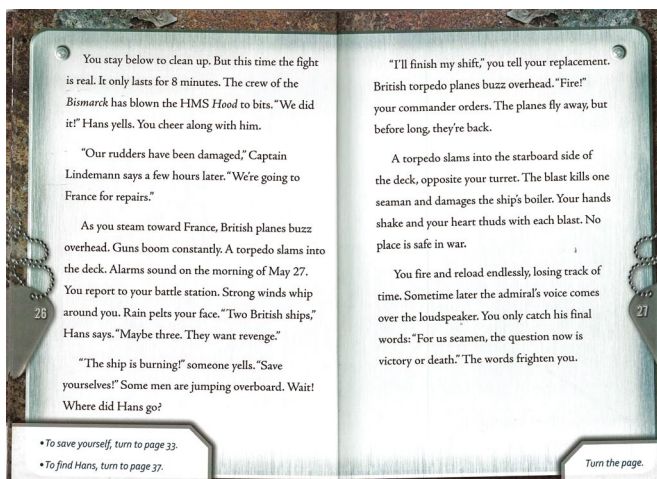 You stay below to clean up. But this time the fight
is real. It only lasts for 8 minutes. The crew of the
Bismarck has blown the HMS Hood to bits. “We did
it!” Hans yells. You cheer along with him.
“Our rudders have been damaged,” Captain
Lindemann says a few hours later. “We’re going to
France for repairs.”
As you steam toward France, British planes buzz
overhead. Guns boom constantly. A torpedo slams into
the deck. Alarms sound on the morning of May 27.
You report to your battle station. Strong winds whip
around you. Rain pelts your face. “Two British ships,”
Hans says. “Maybe three. They want revenge.”
“The ship is burning!” someone yells. “Save
yourselves!” Some men are jumping overboard. Wait!
Where did Hans go?
• To save yourself, turn to page 33.
• To find Hans, turn to page 37.
26
“I’ll finish my shift,” you tell your replacement.
British torpedo planes buzz overhead. “Fire!”
your commander orders. The planes fly away, but
before long, they’re back.
A torpedo slams into the starboard side of
the deck, opposite your turret. The blast kills one
seaman and damages the ship’s boiler. Your hands
shake and your heart thuds with each blast. No
place is safe in war.
You fire and reload endlessly, losing track of
time. Sometime later the admiral’s voice comes
over the loudspeaker. You only catch his final
words: “For us seamen, the question now is
victory or death.” The words frighten you.
27
Turn the page.